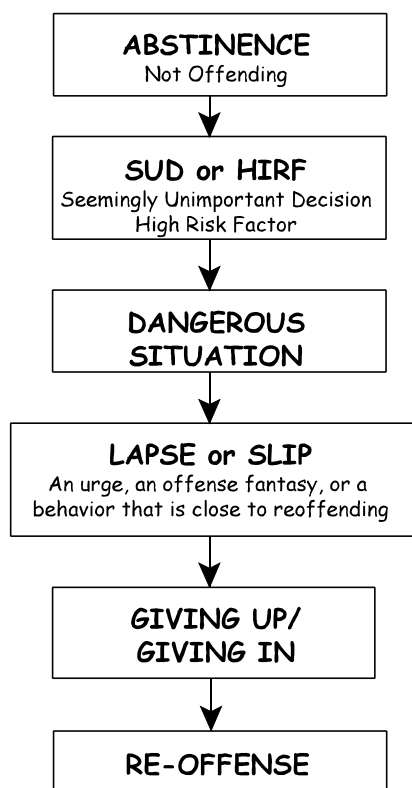 ABSTINENCE
Not Offending
SUD or HIRF
Seemingly Unimportant Decision
High Risk Factor
DANGEROUS
SITUATION
LAPSE or SLIP
An urge, an offense fantasy, or a
behavior that is close to reoffending
GIVING UP/
GIVING IN
RE-OFFENSE